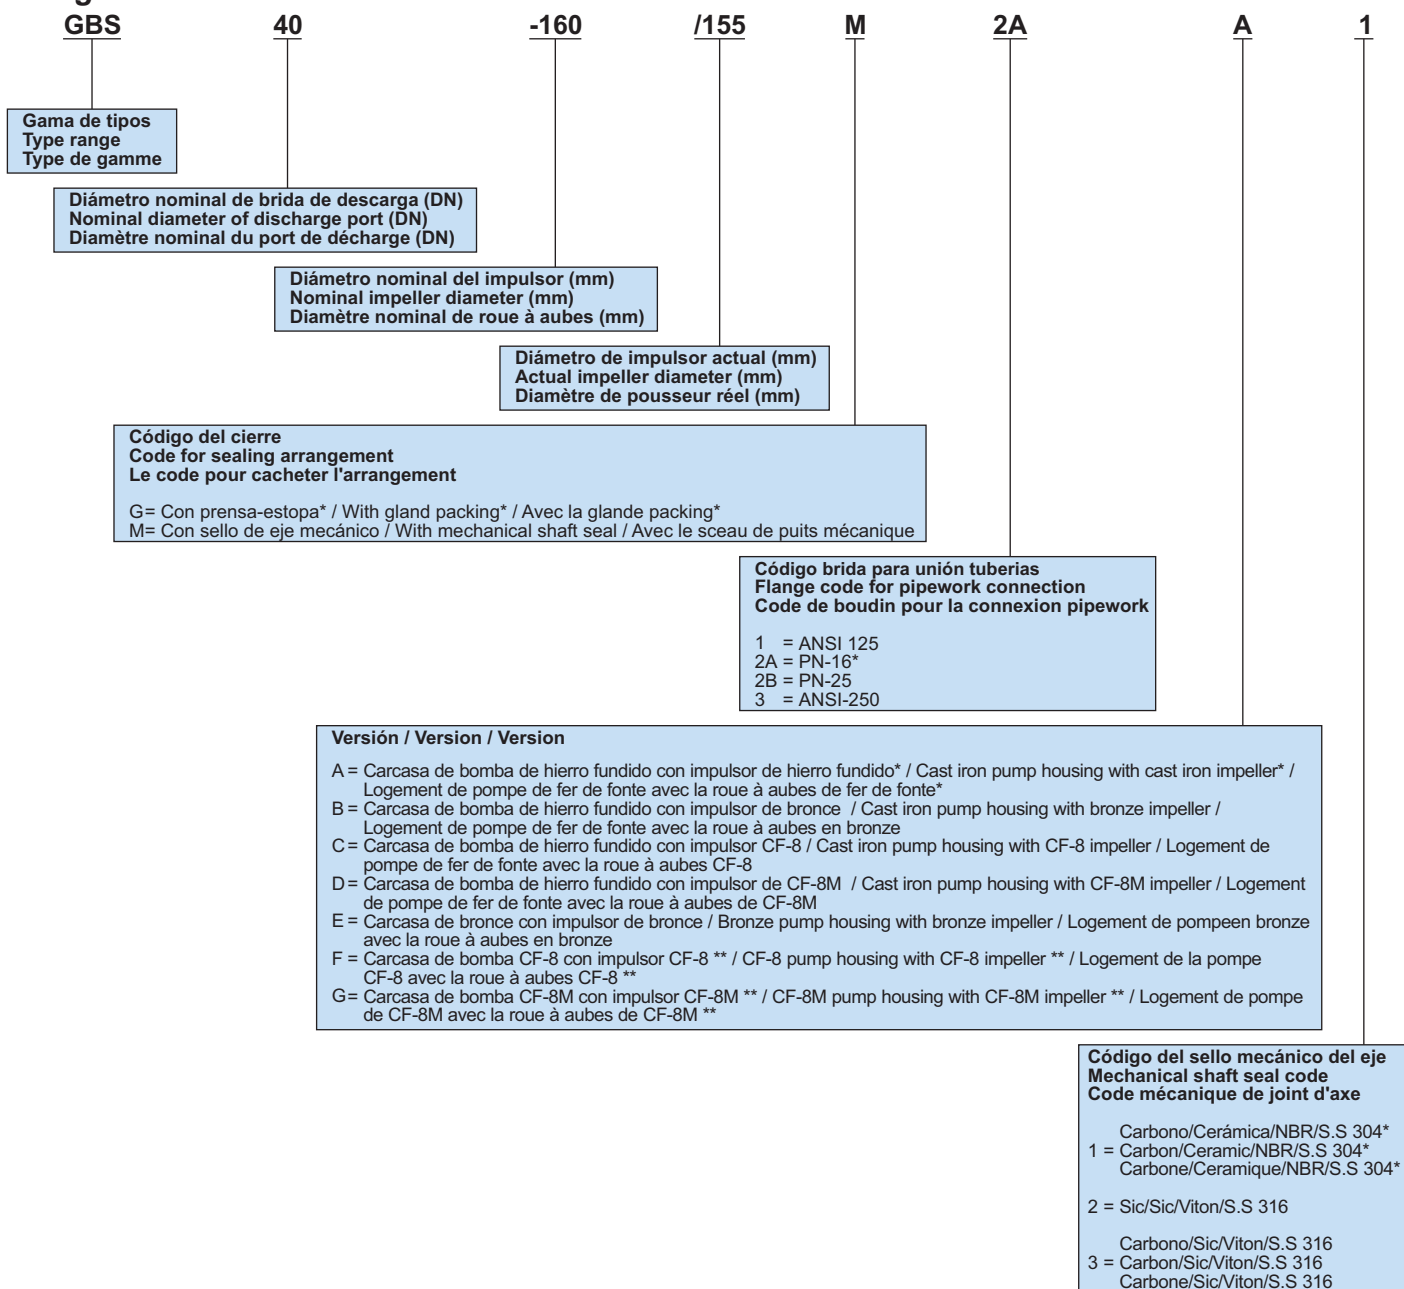 GBS 40 -160 /155 M 2A A 1
Gama de tipos
Type range
Type de gamme
Diámetro nominal de brida de descarga (DN)
Nominal diameter of discharge port (DN)
Diamètre nominal du port de décharge (DN)
Diámetro nominal del impulsor (mm)
Nominal impeller diameter (mm)
Diamètre nominal de roue à aubes (mm)
Diámetro de impulsor actual (mm)
Actual impeller diameter (mm)
Diamètre de pousseur réel (mm)
Código del cierre
Code for sealing arrangement
Le code pour cacheter l'arrangement
G= Con prensa-estopa* / With gland packing* / Avec la glande packing*
M= Con sello de eje mecánico / With mechanical shaft seal / Avec le sceau de puits mécanique
Código brida para unión tuberias
Flange code for pipework connection
Code de boudin pour la connexion pipework
1 = ANSI 125
2A = PN-16*
2B = PN-25
3 = ANSI-250
Versión / Version / Version
A = Carcasa de bomba de hierro fundido con impulsor de hierro fundido* / Cast iron pump housing with cast iron impeller* /
Logement de pompe de fer de fonte avec la roue à aubes de fer de fonte*
B = Carcasa de bomba de hierro fundido con impulsor de bronce / Cast iron pump housing with bronze impeller /
Logement de pompe de fer de fonte avec la roue à aubes en bronze
C = Carcasa de bomba de hierro fundido con impulsor CF-8 / Cast iron pump housing with CF-8 impeller / Logement de
pompe de fer de fonte avec la roue à aubes CF-8
D = Carcasa de bomba de hierro fundido con impulsor de CF-8M / Cast iron pump housing with CF-8M impeller / Logement
de pompe de fer de fonte avec la roue à aubes de CF-8M
E = Carcasa de bronce con impulsor de bronce / Bronze pump housing with bronze impeller / Logement de pompeen bronze
avec la roue à aubes en bronze
F = Carcasa de bomba CF-8 con impulsor CF-8 ** / CF-8 pump housing with CF-8 impeller ** / Logement de la pompe
CF-8 avec la roue à aubes CF-8 **
G= Carcasa de bomba CF-8M con impulsor CF-8M ** / CF-8M pump housing with CF-8M impeller ** / Logement de pompe
de CF-8M avec la roue à aubes de CF-8M **
Código del sello mecánico del eje
Mechanical shaft seal code
Code mécanique de joint d'axe
Carbono/Cerámica/NBR/S.S 304*
1 = Carbon/Ceramic/NBR/S.S 304*
Carbone/Ceramique/NBR/S.S 304*
2 = Sic/Sic/Viton/S.S 316
Carbono/Sic/Viton/S.S 316
3 = Carbon/Sic/Viton/S.S 316
Carbone/Sic/Viton/S.S 316